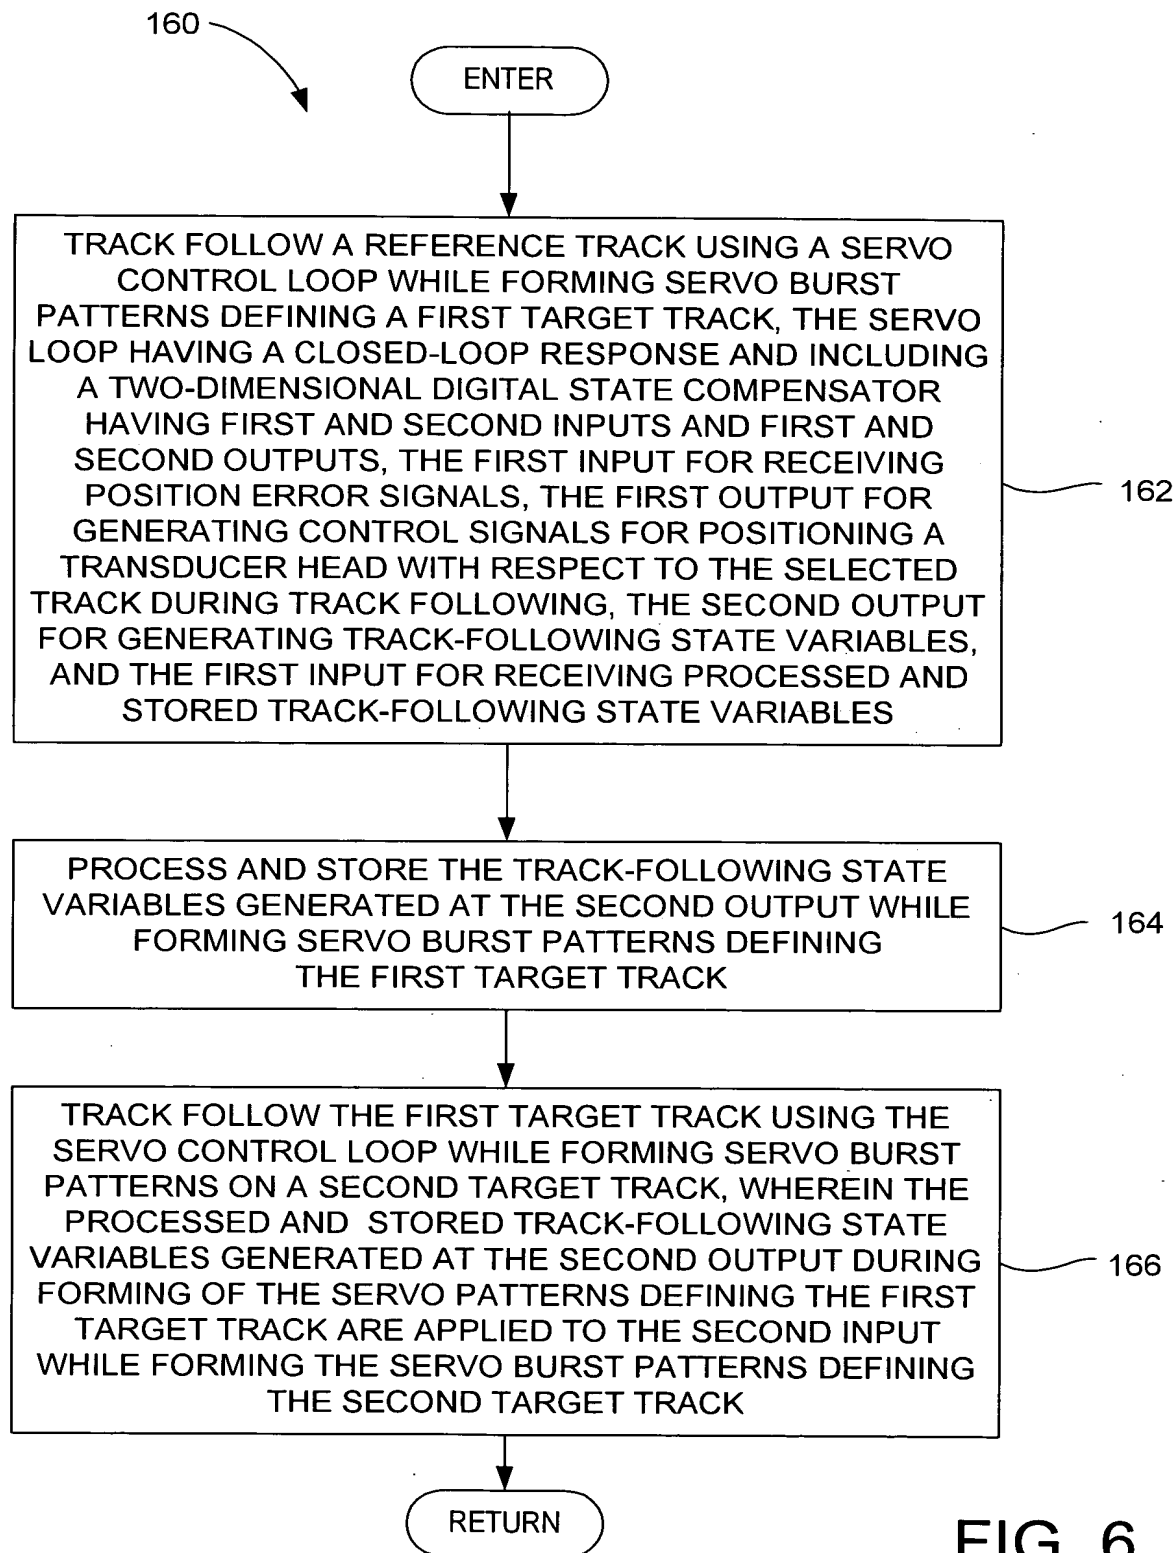 160
ENTER
TRACK FOLLOW A REFERENCE TRACK USING A SERVO
CONTROL LOOP WHILE FORMING SERVO BURST
PATTERNS DEFINING A FIRST TARGET TRACK, THE SERVO
LOOP HAVING A CLOSED-LOOP RESPONSE AND INCLUDING
A TWO-DIMENSIONAL DIGITAL STATE COMPENSATOR
HAVING FIRST AND SECOND INPUTS AND FIRST AND
SECOND OUTPUTS, THE FIRST INPUT FOR RECEIVING
POSITION ERROR SIGNALS, THE FIRST OUTPUT FOR
GENERATING CONTROL SIGNALS FOR POSITIONING A
TRANSDUCER HEAD WITH RESPECT TO THE SELECTED
TRACK DURING TRACK FOLLOWING, THE SECOND OUTPUT
FOR GENERATING TRACK-FOLLOWING STATE VARIABLES,
AND THE FIRST INPUT FOR RECEIVING PROCESSED AND
STORED TRACK-FOLLOWING STATE VARIABLES
162
PROCESS AND STORE THE TRACK-FOLLOWING STATE
VARIABLES GENERATED AT THE SECOND OUTPUT WHILE
FORMING SERVO BURST PATTERNS DEFINING
THE FIRST TARGET TRACK
164
TRACK FOLLOW THE FIRST TARGET TRACK USING THE
SERVO CONTROL LOOP WHILE FORMING SERVO BURST
PATTERNS ON A SECOND TARGET TRACK, WHEREIN THE
PROCESSED AND STORED TRACK-FOLLOWING STATE
VARIABLES GENERATED AT THE SECOND OUTPUT DURING
FORMING OF THE SERVO PATTERNS DEFINING THE FIRST
TARGET TRACK ARE APPLIED TO THE SECOND INPUT
WHILE FORMING THE SERVO BURST PATTERNS DEFINING
THE SECOND TARGET TRACK
166
RETURN
FIG. 6